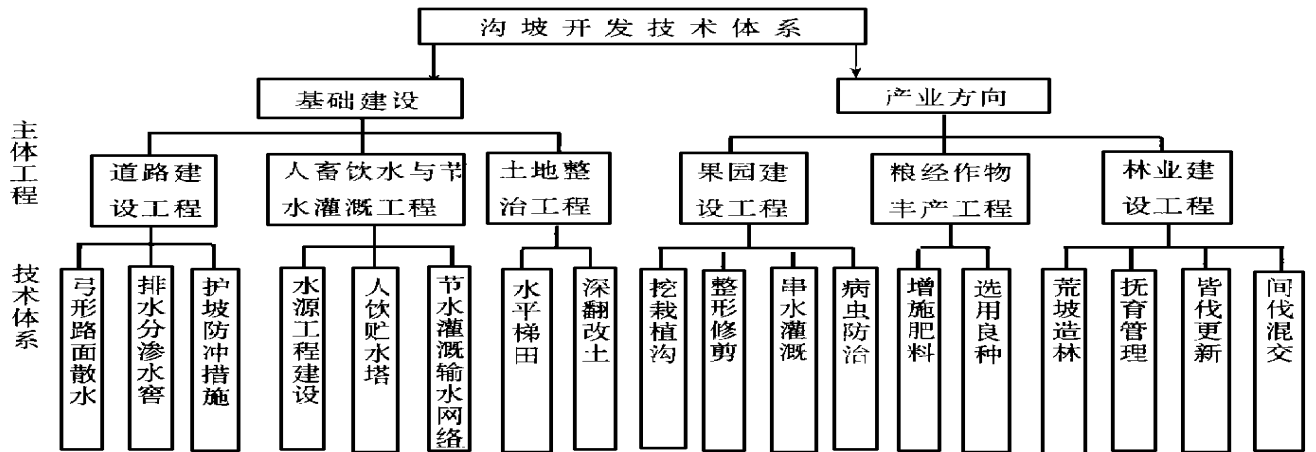 沟坡开发技术体系
基础建设
产业方向
主体工程
道路建
设工程
人畜饮水与节
水灌溉工程
土地整
治工程
果园建
设工程
粮经作物
丰产工程
林业建
设工程
技术体系
弓形路面散水
排水分渗水窖
护坡防冲措施
水源工程建设
人饮贮水塔
节水灌溉输水网络
水平梯田
深翻改土
挖栽植沟
整形修剪
串水灌溉
病虫防治
增施肥料
选用良种
荒坡造林
抚育管理
皆伐更新
间伐混交